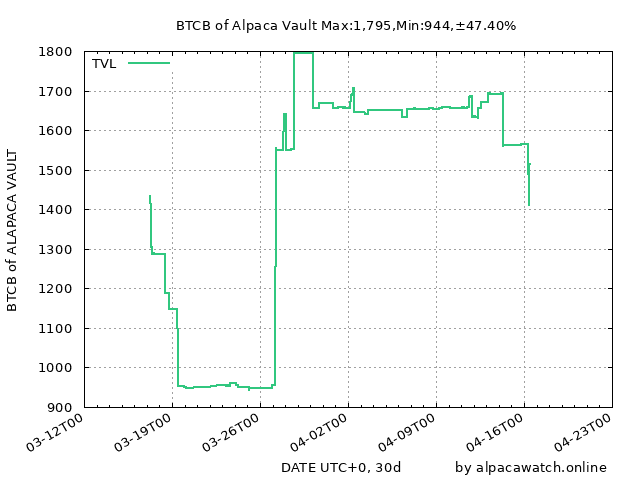 BTCB of Alpaca Vault Max:1,795,Min:944,±47.40%
TVL
1800
1700
1600
1500
1400
1300
1200
1100
1000
900
BTCB of ALAPACA VAULT
03-12T00
03-19T00
03-26T00
04-02T00
04-09T00
04-16T00
04-23T00
DATE UTC+0, 30d
by alpacawatch.online